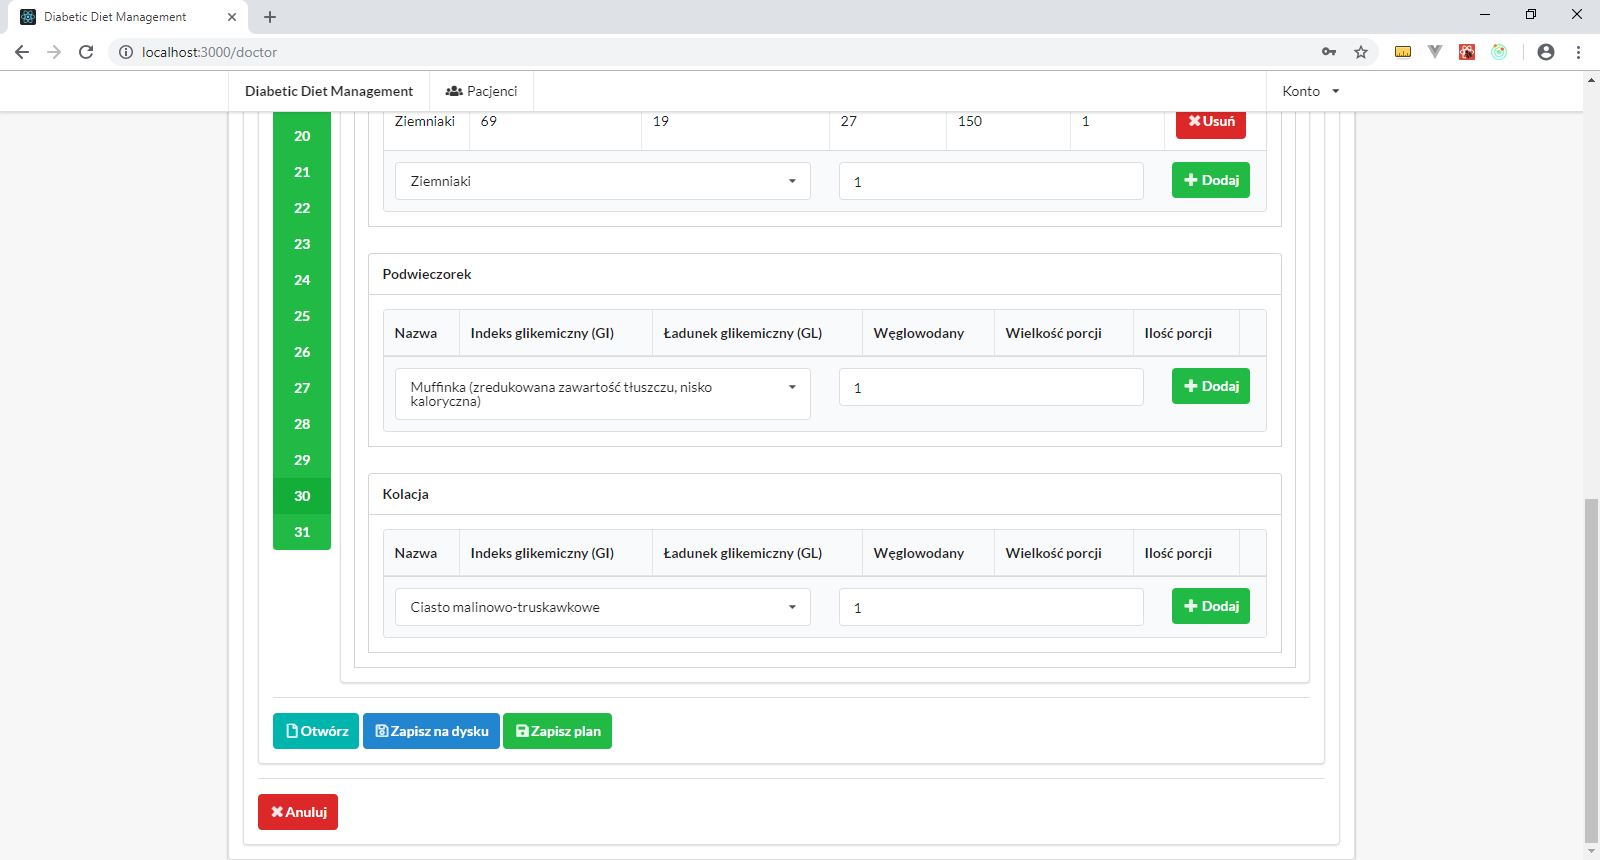 Diabetic Diet Management
localhost:3000/doctor
Diabetic Diet Management Pacjenci Konto
20
21
22
23
24
25
26
27
28
29
30
31
Ziemniaki 69 19 27 150 1 Usuń
Ziemniaki 1 Dodaj
Podwieczorek
Nazwa Indeks glikemiczny (GI) Ładunek glikemiczny (GL) Węglowodany Wielkość porcji Ilość porcji
Muffinka (zredukowana zawartość tłuszczu, nisko
kaloryczna) 1 Dodaj
Kolacja
Nazwa Indeks glikemiczny (GI) Ładunek glikemiczny (GL) Węglowodany Wielkość porcji Ilość porcji
Ciasto malinowo-truskawkowe 1 Dodaj
Otwórz Zapisz na dysku Zapisz plan
Anuluj